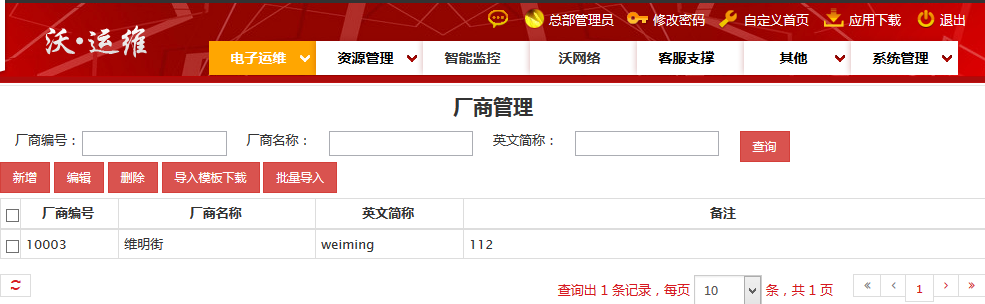 总部管理员 修改密码 自定义首页 应用下载 退出
沃·运维
电子运维 资源管理 智能监控 沃网络 客服支撑 其他 系统管理
厂商管理
厂商编号： 厂商名称： 英文简称： 查询
新增 编辑 删除 导入模板下载 批量导入
厂商编号 厂商名称 英文简称 备注
10003 维明街 weiming 112
查询出 1 条记录，每页 10 条，共 1 页 « ‹ 1 › »